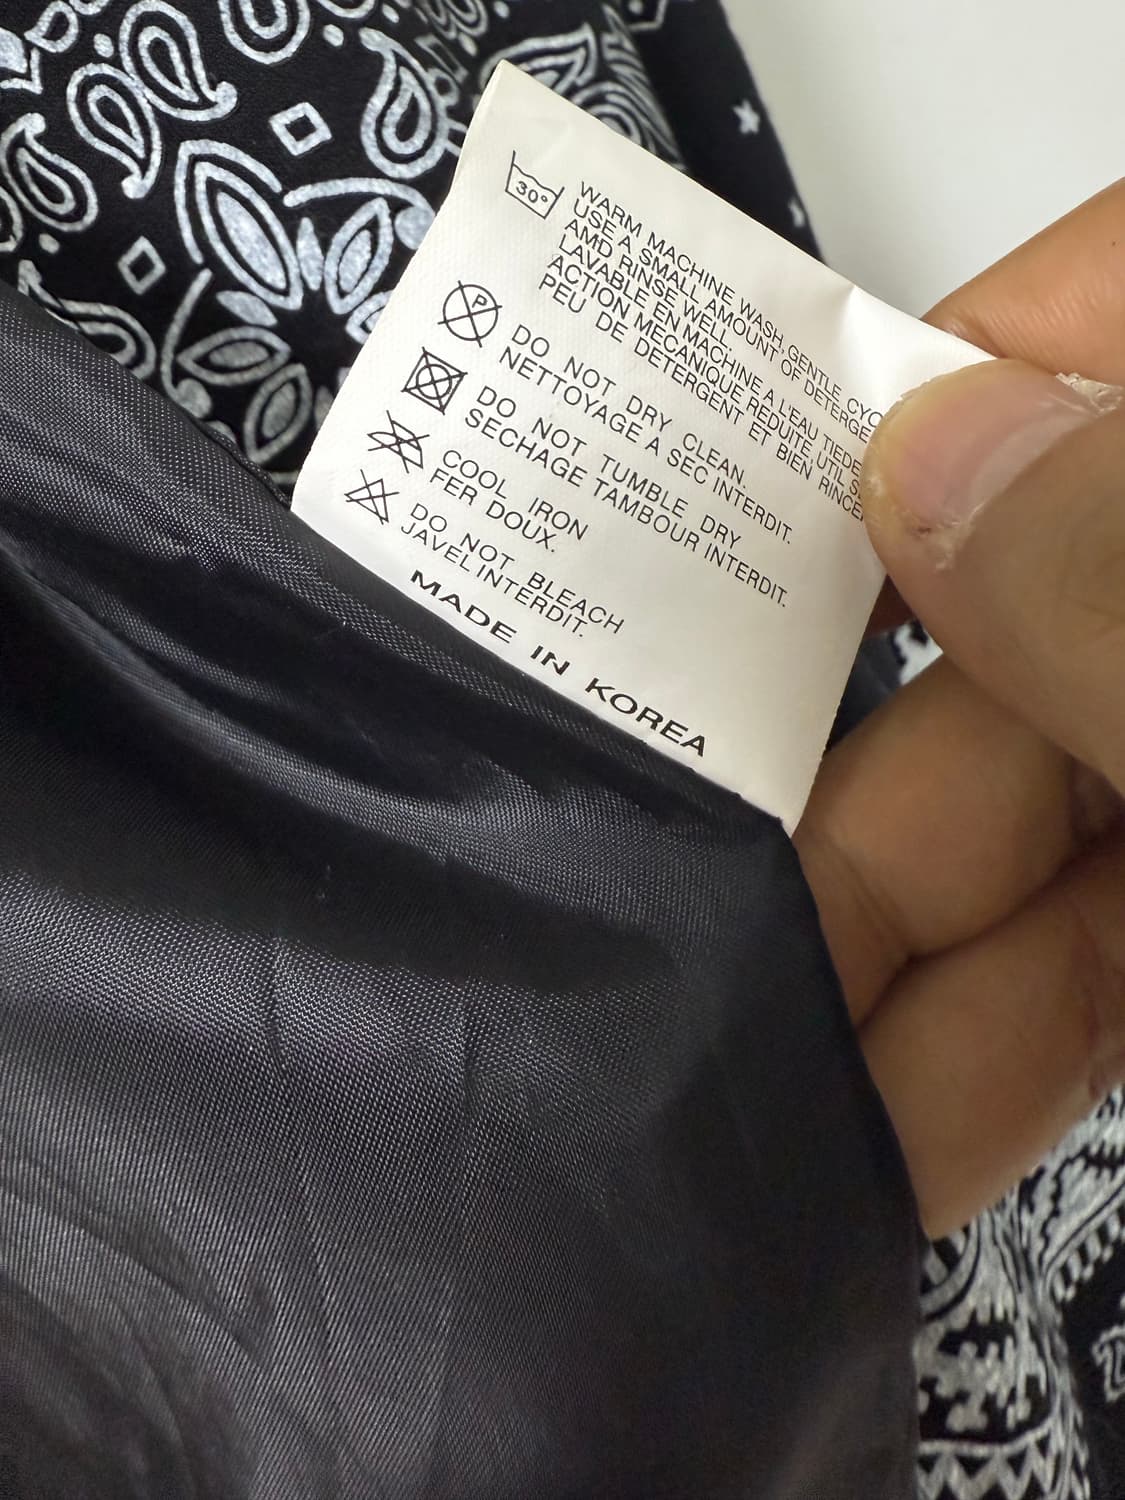 30°
WARM MACHINE WASH, GENTLE
USE A SMALL AMOUNT OF
AMD RINSE WELL.
LAVABLE EN MACHINE A L'EAU TIEDE
ACTION MECANIQUE REDUITE, UTIL
PEU DE DETERGENT ET BIEN RINCER
P
DO NOT DRY CLEAN.
NETTOYAGE A SEC INTERDIT.
DO NOT TUMBLE DRY
SECHAGE TAMBOUR INTERDIT.
COOL IRON
FER DOUX.
DO NOT BLEACH
JAVEL INTERDIT.
MADE IN KOREA